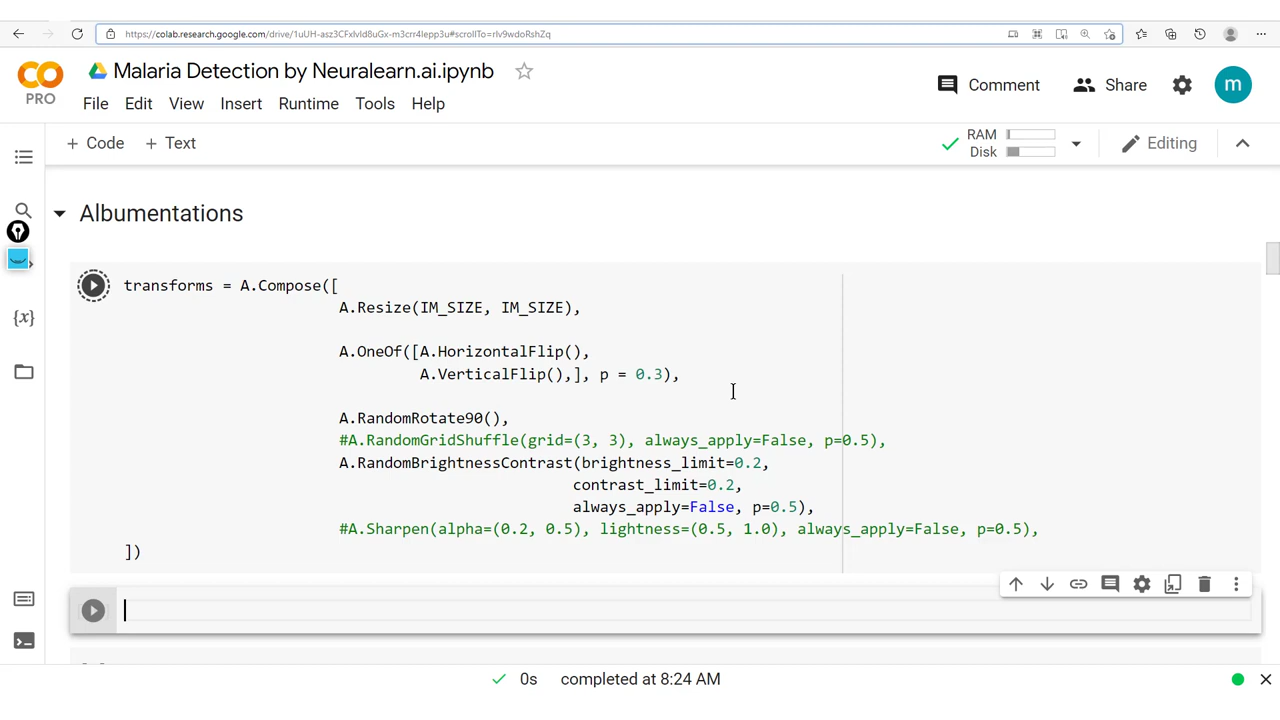 https://colab.research.google.com/drive/1uUH-asz3CFxlvld8uGx-m3crr4lepp3u#scrollTo=rlv9wdoRshZq
CO
PRO
Malaria Detection by Neuralearn.ai.ipynb
Comment
Share
m
File Edit View Insert Runtime Tools Help
+ Code + Text
RAM
Disk
Editing
Albumentations
transforms = A.Compose([
A.Resize(IM_SIZE, IM_SIZE),
A.OneOf([A.HorizontalFlip(),
A.VerticalFlip(),], p = 0.3),
A.RandomRotate90(),
#A.RandomGridShuffle(grid=(3, 3), always_apply=False, p=0.5),
A.RandomBrightnessContrast(brightness_limit=0.2,
contrast_limit=0.2,
always_apply=False, p=0.5),
#A.Sharpen(alpha=(0.2, 0.5), lightness=(0.5, 1.0), always_apply=False, p=0.5),
])
{x}
0s completed at 8:24 AM